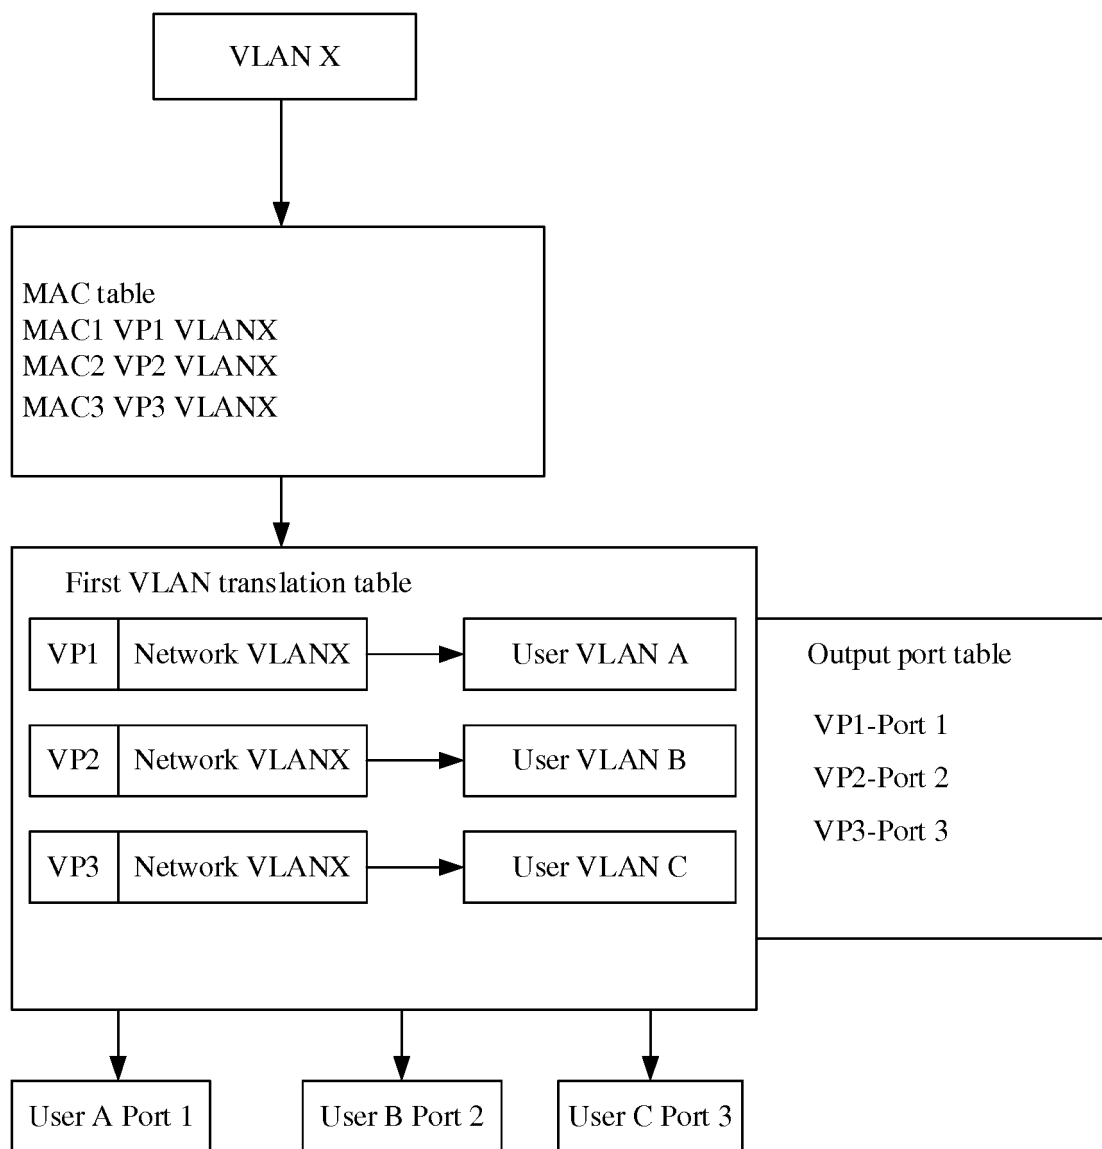 VLAN X
MAC table
MAC1 VP1 VLANX
MAC2 VP2 VLANX
MAC3 VP3 VLANX
First VLAN translation table
VP1 Network VLANX User VLAN A
VP2 Network VLANX User VLAN B
VP3 Network VLANX User VLAN C
Output port table
VP1-Port 1
VP2-Port 2
VP3-Port 3
User A Port 1
User B Port 2
User C Port 3